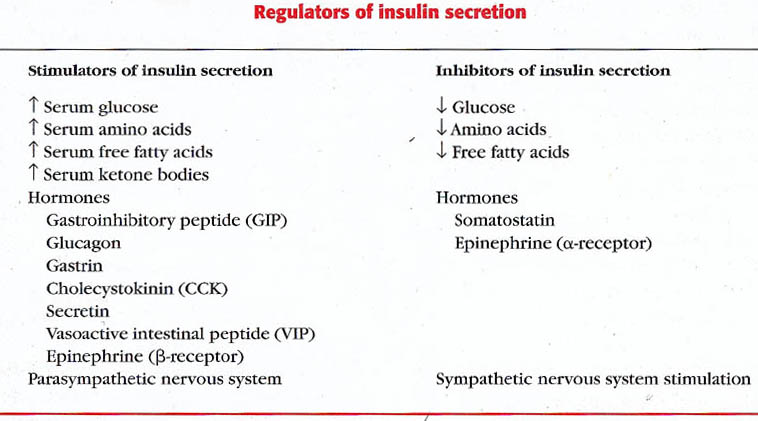 Regulators of insulin secretion
Stimulators of insulin secretion
↑ Serum glucose
↑ Serum amino acids
↑ Serum free fatty acids
↑ Serum ketone bodies
Hormones
Gastroinhibitory peptide (GIP)
Glucagon
Gastrin
Cholecystokinin (CCK)
Secretin
Vasoactive intestinal peptide (VIP)
Epinephrine (β-receptor)
Parasympathetic nervous system
Inhibitors of insulin secretion
↓ Glucose
↓ Amino acids
↓ Free fatty acids
Hormones
Somatostatin
Epinephrine (α-receptor)
Sympathetic nervous system stimulation